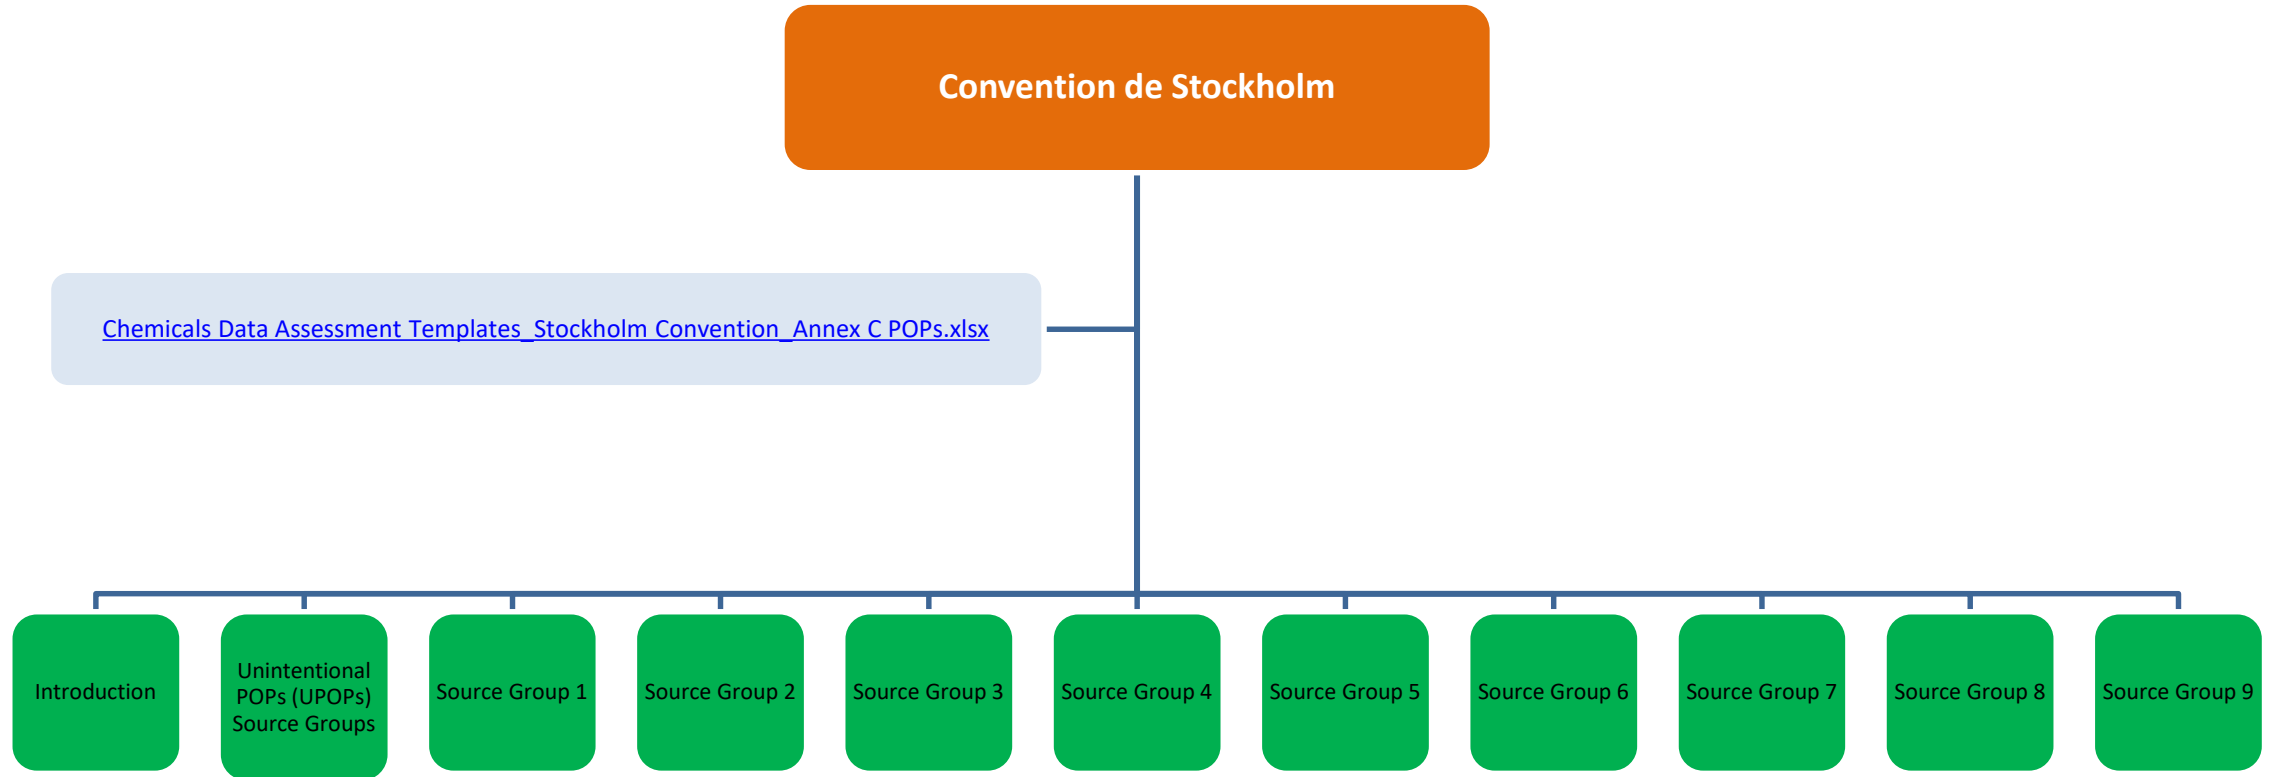 Convention de Stockholm
Chemicals Data Assessment Templates_Stockholm Convention_Annex C POPs.xlsx
Introduction
Unintentional
POPs (UPOPs)
Source Groups
Source Group 1
Source Group 2
Source Group 3
Source Group 4
Source Group 5
Source Group 6
Source Group 7
Source Group 8
Source Group 9